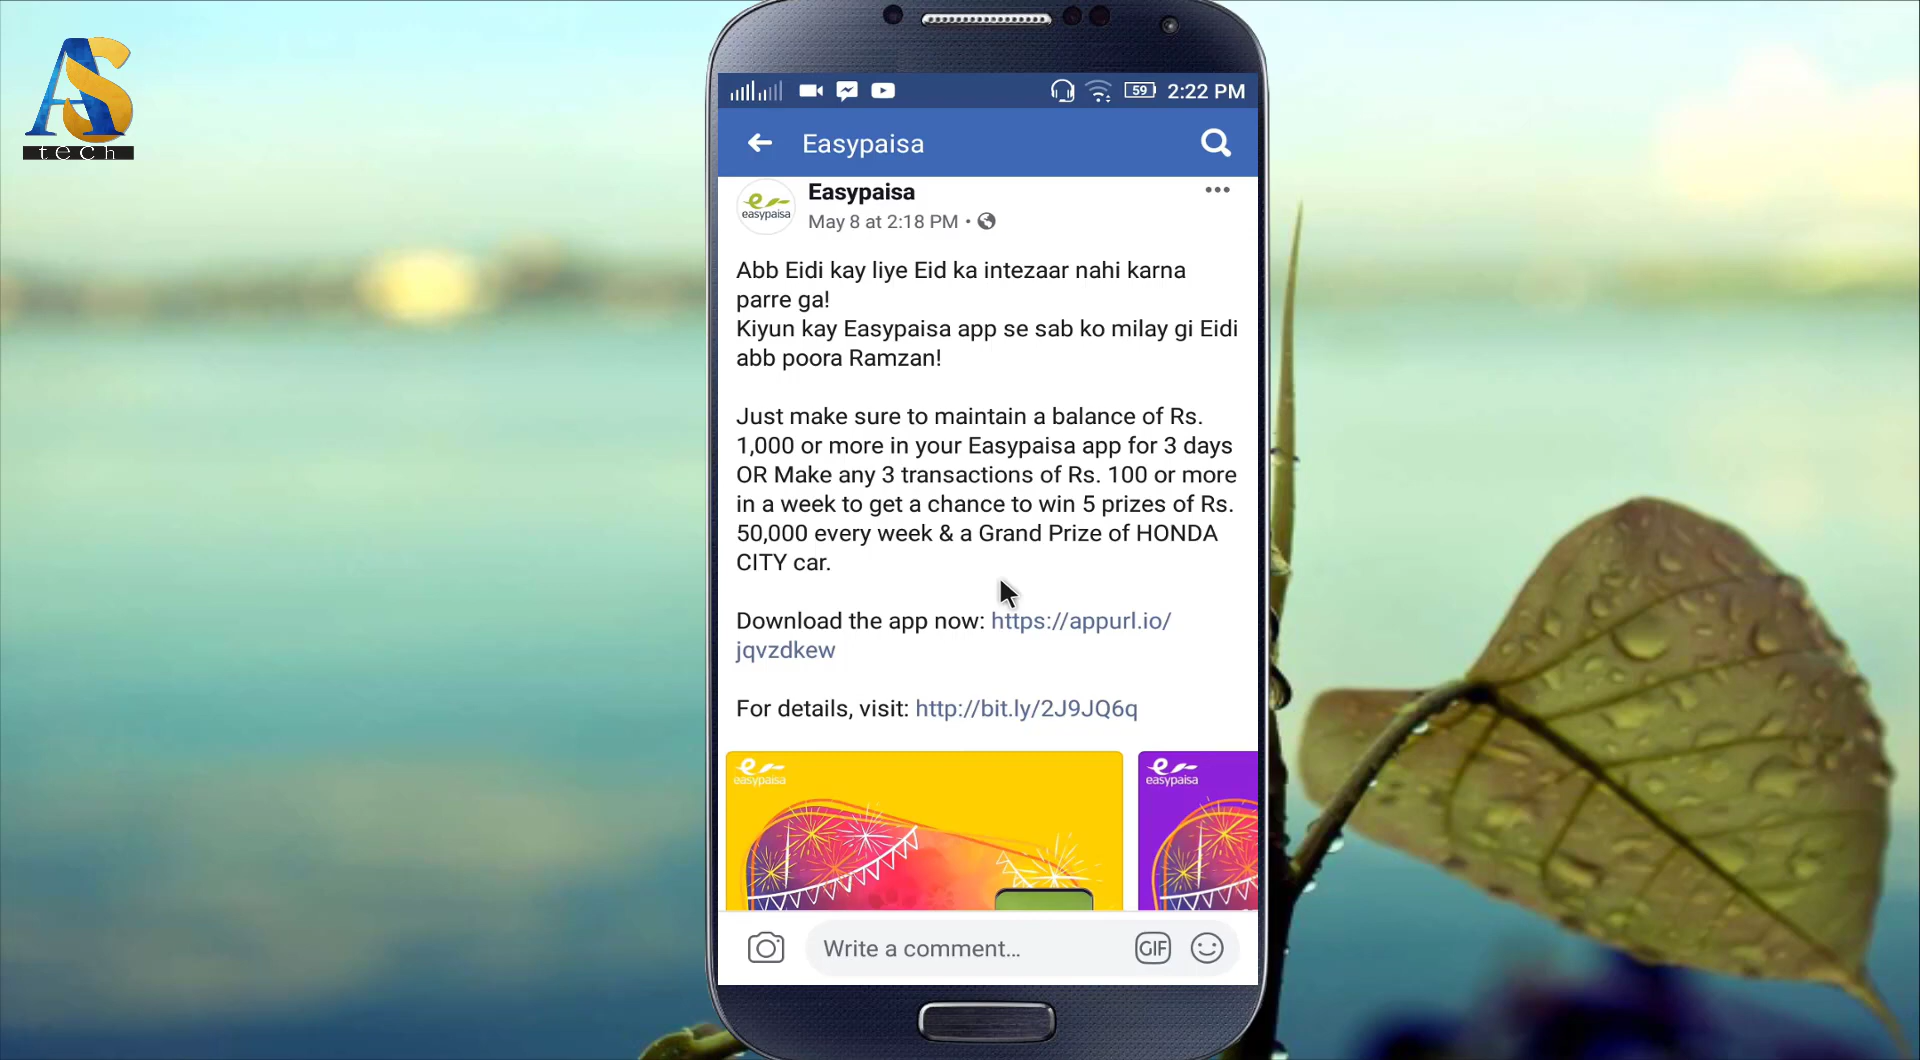 AS
tech
59 2:22 PM
Easypaisa
Easypaisa
easypaisa
May 8 at 2:18 PM •
Abb Eidi kay liye Eid ka intezaar nahi karna
parre ga!
Kiyun kay Easypaisa app se sab ko milay gi Eidi
abb poora Ramzan!
Just make sure to maintain a balance of Rs.
1,000 or more in your Easypaisa app for 3 days
OR Make any 3 transactions of Rs. 100 or more
in a week to get a chance to win 5 prizes of Rs.
50,000 every week & a Grand Prize of HONDA
CITY car.
Download the app now: https://appurl.io/
jqvzdkew
For details, visit: http://bit.ly/2J9JQ6q
easypaisa
easypaisa
Write a comment...
GIF